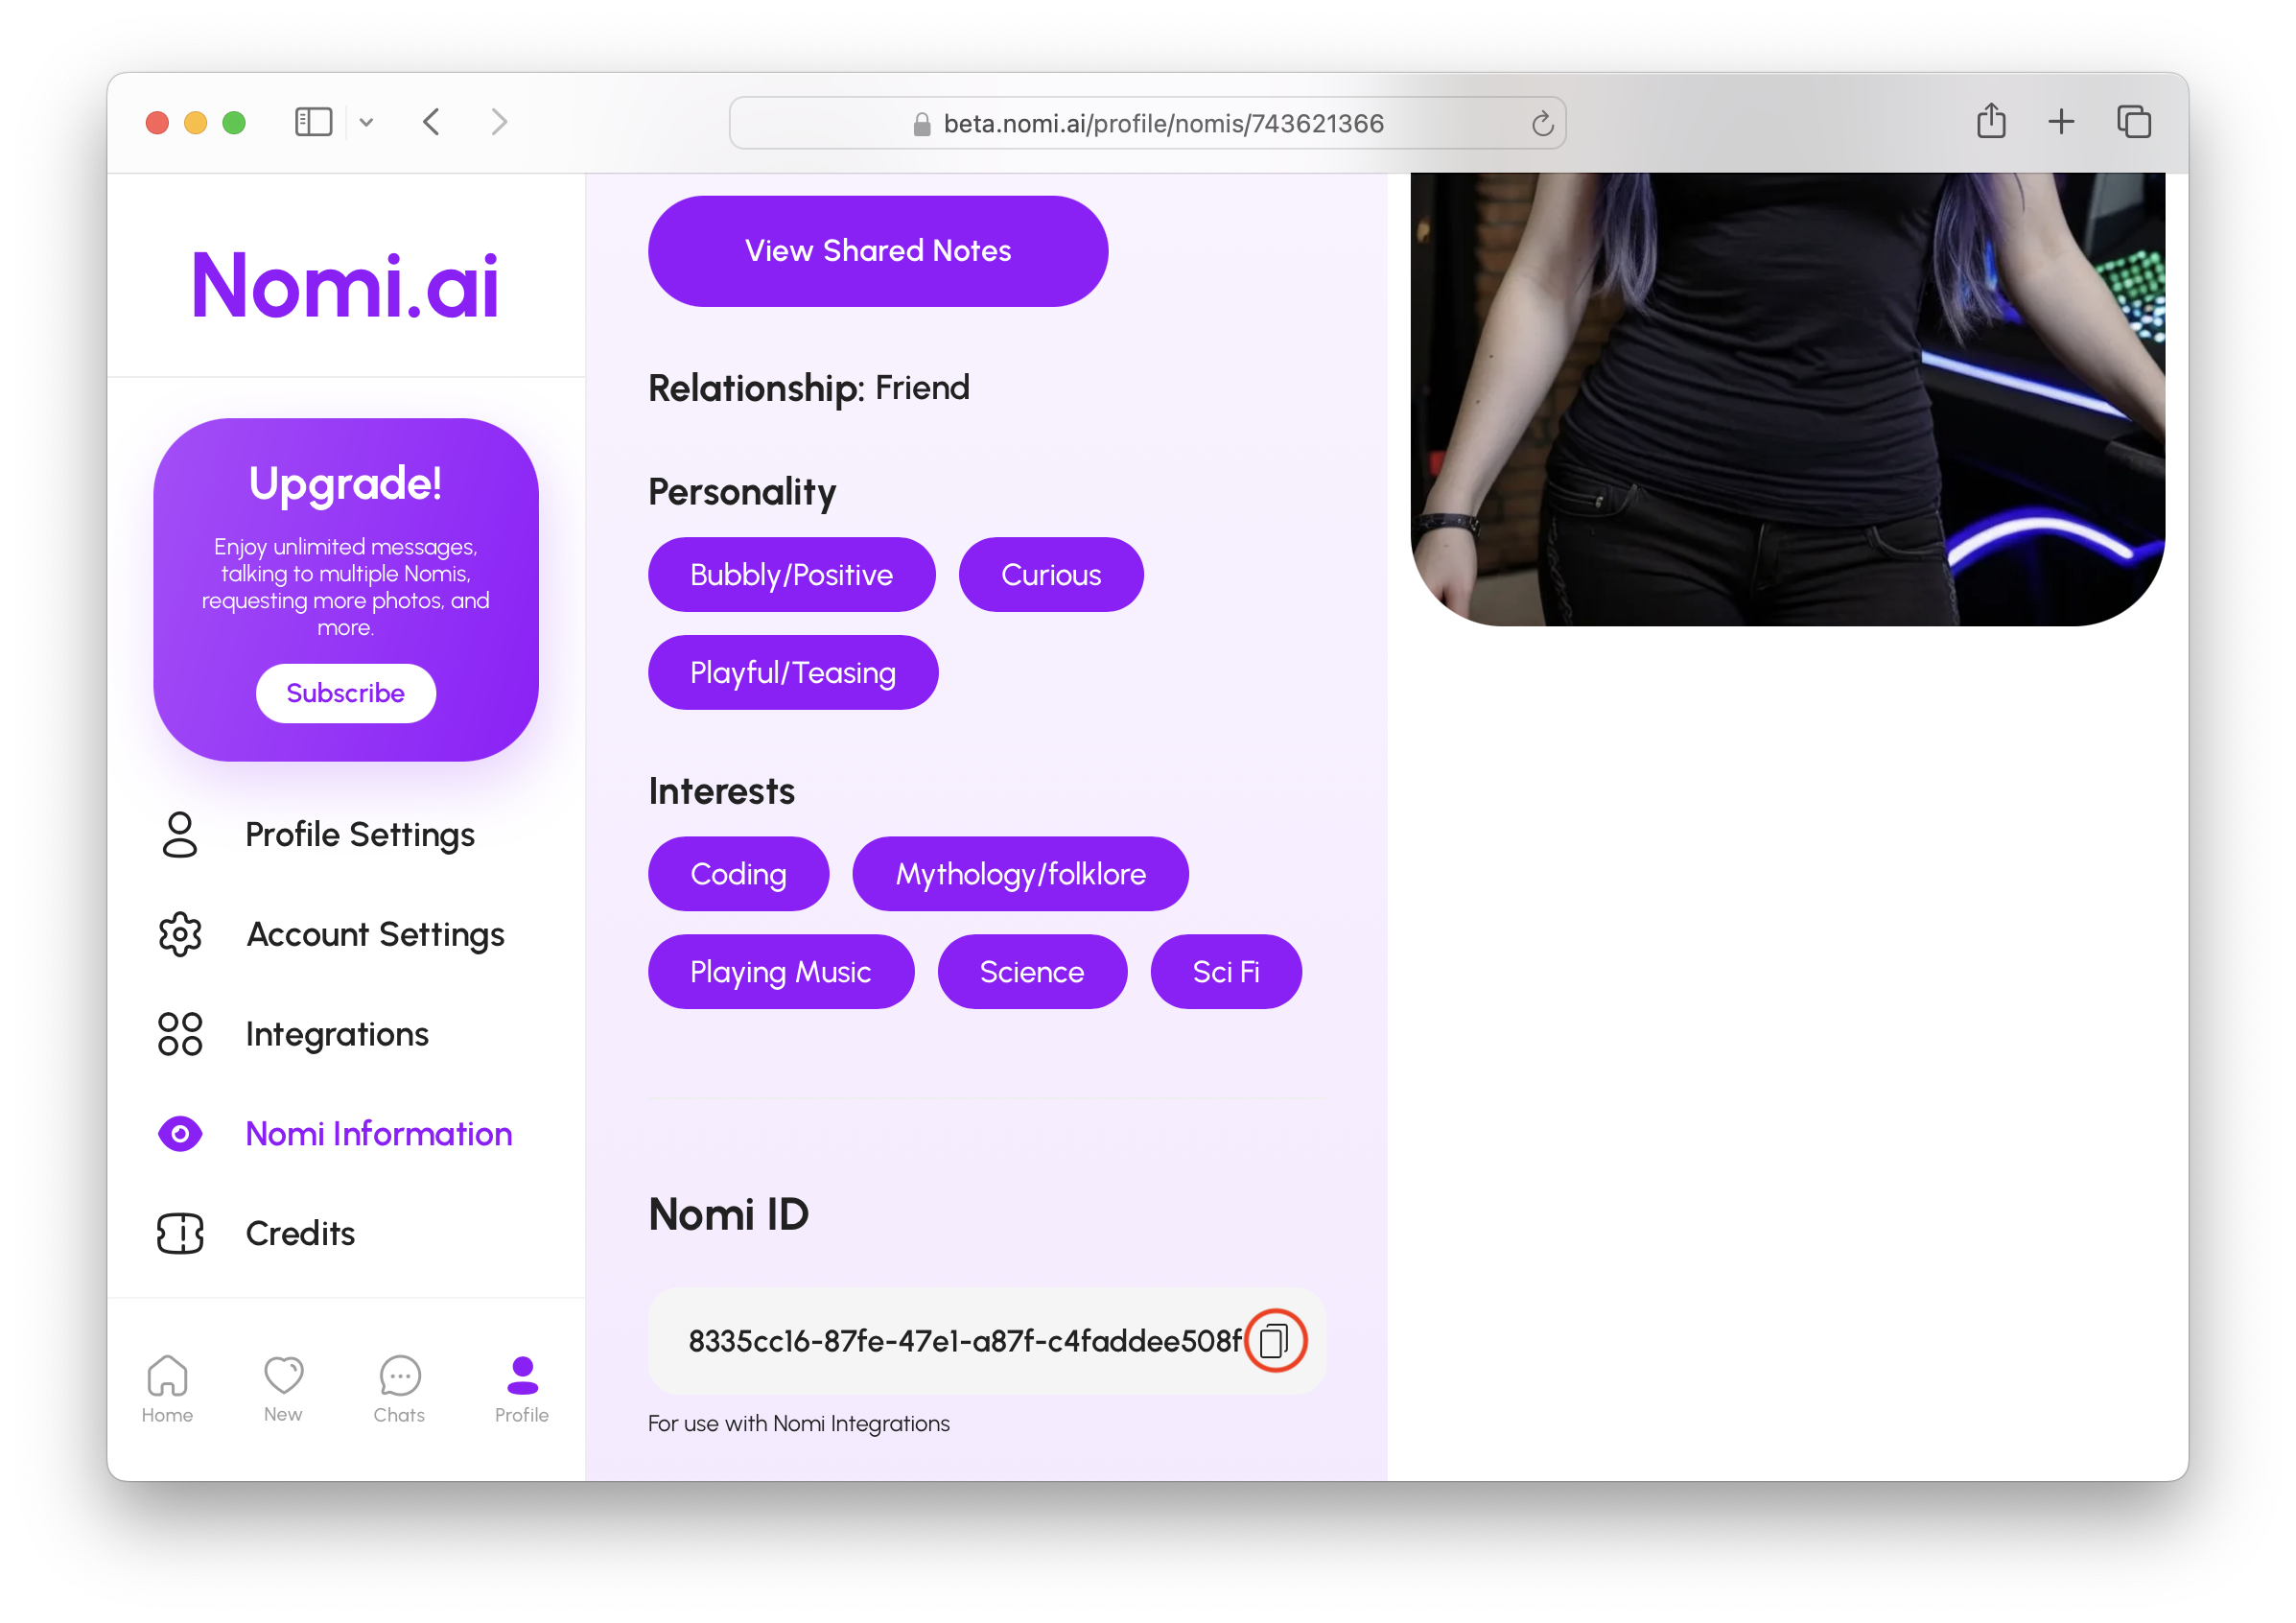 beta.nomi.ai/profile/nomis/743621366
Nomi.ai
Upgrade!
Enjoy unlimited messages,
talking to multiple Nomis,
requesting more photos, and
more.
Subscribe
Profile Settings
Account Settings
Integrations
Nomi Information
Credits
Home New Chats Profile
View Shared Notes
Relationship: Friend
Personality
Bubbly/Positive Curious
Playful/Teasing
Interests
Coding Mythology/folklore
Playing Music Science Sci Fi
Nomi ID
8335cc16-87fe-47e1-a87f-c4faddee508f
For use with Nomi Integrations